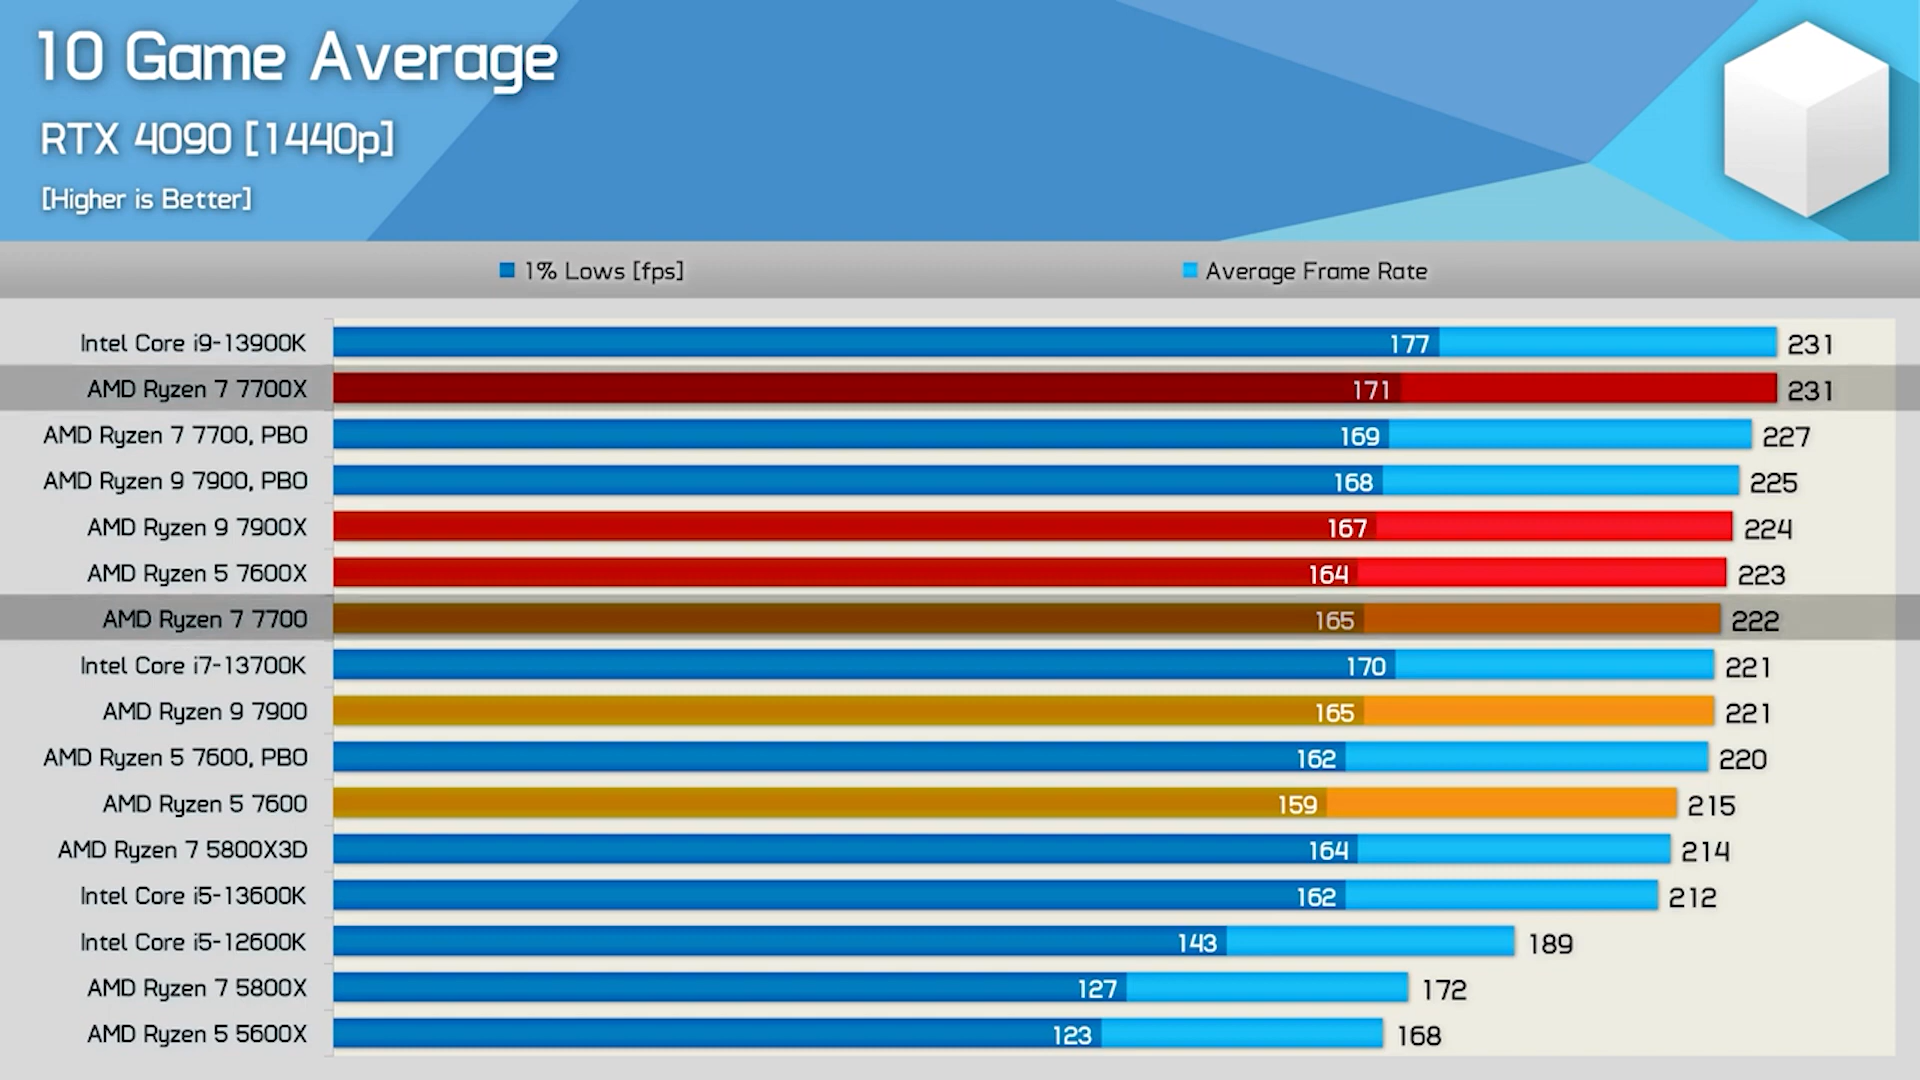 10 Game Average
RTX 4090 [1440p]
[Higher is Better]
1% Lows [fps] Average Frame Rate
Intel Core i9-13900K 177 231
AMD Ryzen 7 7700X 171 231
AMD Ryzen 7 7700, PBO 169 227
AMD Ryzen 9 7900, PBO 168 225
AMD Ryzen 9 7900X 167 224
AMD Ryzen 5 7600X 164 223
AMD Ryzen 7 7700 165 222
Intel Core i7-13700K 170 221
AMD Ryzen 9 7900 165 221
AMD Ryzen 5 7600, PBO 162 220
AMD Ryzen 5 7600 159 215
AMD Ryzen 7 5800X3D 164 214
Intel Core i5-13600K 162 212
Intel Core i5-12600K 143 189
AMD Ryzen 7 5800X 127 172
AMD Ryzen 5 5600X 123 168